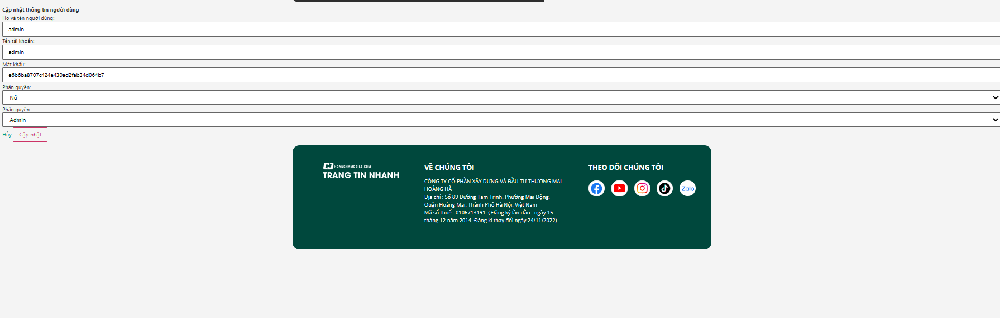 Cập nhật thông tin người dùng
Họ và tên người dùng:
admin
Tên tài khoản:
admin
Mật khẩu:
e6b6ba8707c424e430ad2fab34d064b7
Phân quyền:
Nữ
Phân quyền:
Admin
Hủy Cập nhật
HOANGHAMOBILE.COM
TRANG TIN NHANH
VỀ CHÚNG TÔI
CÔNG TY CỔ PHẦN XÂY DỰNG VÀ ĐẦU TƯ THƯƠNG MẠI
HOÀNG HÀ
Địa chỉ : Số 89 Đường Tam Trinh, Phường Mai Động,
Quận Hoàng Mai, Thành Phố Hà Nội, Việt Nam
Mã số thuế : 0106713191. ( Đăng ký lần đầu : ngày 15
tháng 12 năm 2014. Đăng kí thay đổi ngày 24/11/2022)
THEO DÕI CHÚNG TÔI
Zalo